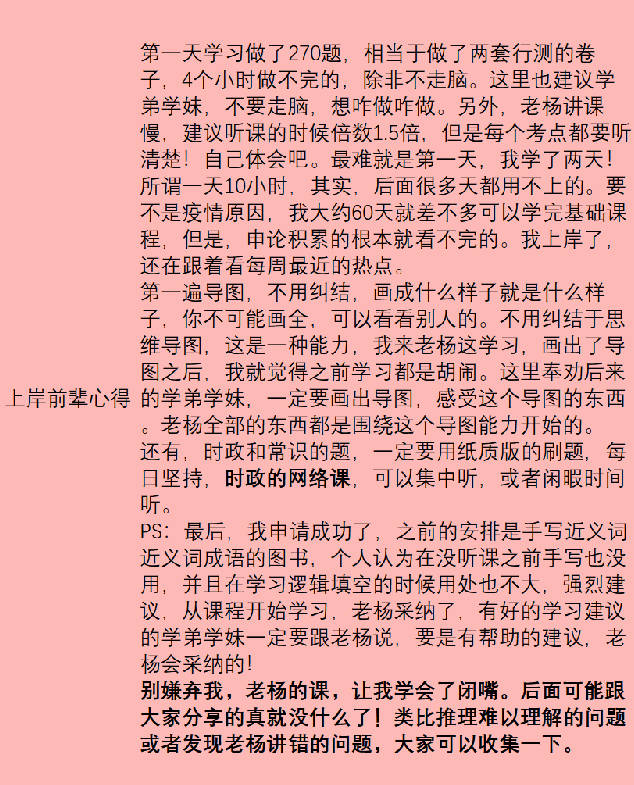 第一天学习做了270题，相当于做了两套行测的卷
子，4个小时做不完的，除非不走脑。这里也建议学
弟学妹，不要走脑，想咋做咋做。另外，老杨讲课
慢，建议听课的时候倍数1.5倍，但是每个考点都要听
清楚！自己体会吧。最难就是第一天，我学了两天！
所谓一天10小时，其实，后面很多天都用不上的。要
不是疫情原因，我大约60天就差不多可以学完基础课
程，但是，申论积累的根本就看不完的。我上岸了，
还在跟着看每周最近的热点。
第一遍导图，不用纠结，画成什么样子就是什么样
子，你不可能画全，可以看看别人的。不用纠结于思
维导图，这是一种能力，我来老杨这学习，画出了导
图之后，我就觉得之前学习都是胡闹。这里奉劝后来
上岸前辈心得
的学弟学妹，一定要画出导图，感受这个导图的东西
。老杨全部的东西都是围绕这个导图能力开始的。
还有，时政和常识的题，一定要用纸质版的刷题，每
日坚持，时政的网络课，可以集中听，或者闲暇时间
听。
PS：最后，我申请成功了，之前的安排是手写近义词
近义词成语的图书，个人认为在没听课之前手写也没
用，并且在学习逻辑填空的时候用处也不大，强烈建
议，从课程开始学习，老杨采纳了，有好的学习建议
的学弟学妹一定要跟老杨说，要是有帮助的建议，老
杨会采纳的！
别嫌弃我，老杨的课，让我学会了闭嘴。后面可能跟
大家分享的真就没什么了！类比推理难以理解的问题
或者发现老杨讲错的问题，大家可以收集一下。